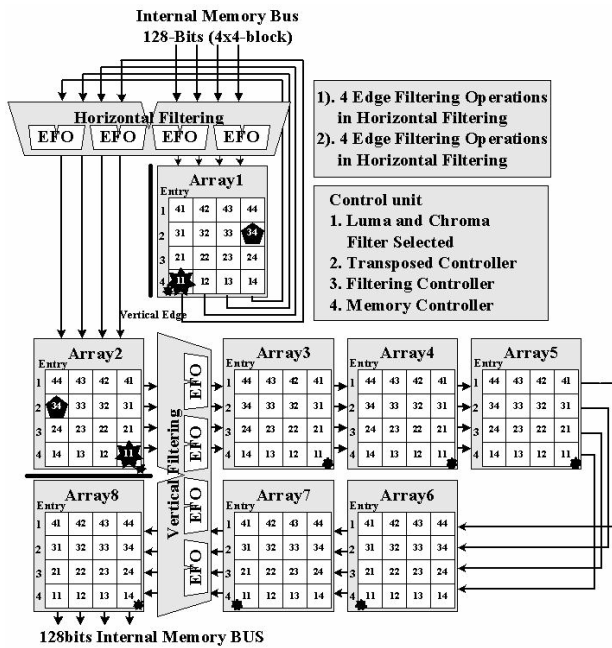 Internal Memory Bus
128-Bits (4x4-block)
Horizontal Filtering
EFO EFO EFO EFO
1). 4 Edge Filtering Operations
in Horizontal Filtering
2). 4 Edge Filtering Operations
in Horizontal Filtering
Array1
Entry
1 41 42 43 44
2 31 32 33 34
3 21 22 23 24
4 11 12 13 14
Vertical Edge
Control unit
1. Luma and Chroma
Filter Selected
2. Transposed Controller
3. Filtering Controller
4. Memory Controller
Array2
Entry
1 44 43 42 41
2 34 33 32 31
3 24 23 22 21
4 14 13 12 11
Vertical Filtering
EFO
EFO
EFO
EFO
Array3
Entry
1 44 43 42 41
2 34 33 32 31
3 24 23 22 21
4 14 13 12 11
Array4
Entry
1 44 43 42 41
2 34 33 32 31
3 24 23 22 21
4 14 13 12 11
Array5
Entry
1 44 43 42 41
2 34 33 32 31
3 24 23 22 21
4 14 13 12 11
Array8
Entry
1 41 42 43 44
2 31 32 33 34
3 21 22 23 24
4 11 12 13 14
Array7
Entry
1 41 42 43 44
2 31 32 33 34
3 21 22 23 24
4 11 12 13 14
Array6
Entry
1 41 42 43 44
2 31 32 33 34
3 21 22 23 24
4 11 12 13 14
128bits Internal Memory BUS